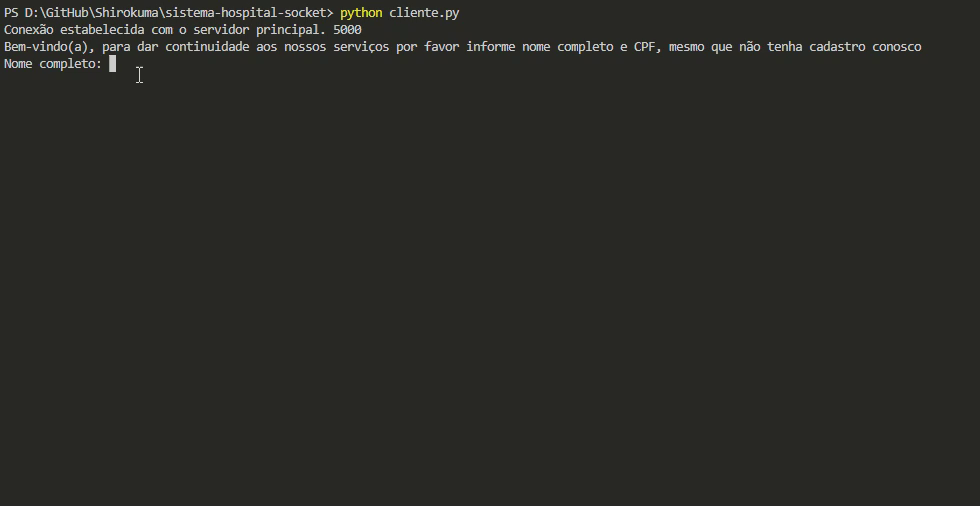 PS D:\GitHub\Shirokuma\sistema-hospital-socket> python cliente.py
Conexão estabelecida com o servidor principal. 5000
Bem-vindo(a), para dar continuidade aos nossos serviços por favor informe nome completo e CPF, mesmo que não tenha cadastro conosco
Nome completo: